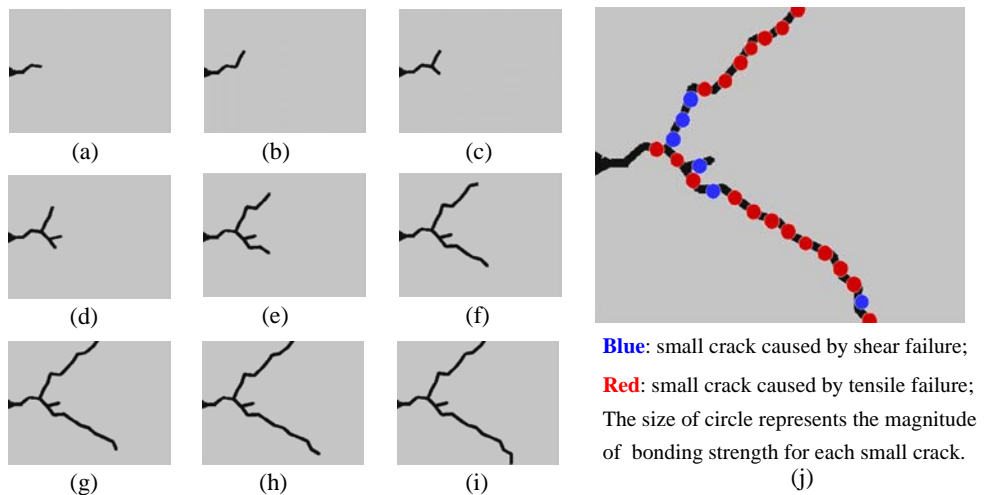 (a)
(b)
(c)
(d)
(e)
(f)
(g)
(h)
(i)
Blue: small crack caused by shear failure;
Red: small crack caused by tensile failure;
The size of circle represents the magnitude
of bonding strength for each small crack.
(j)